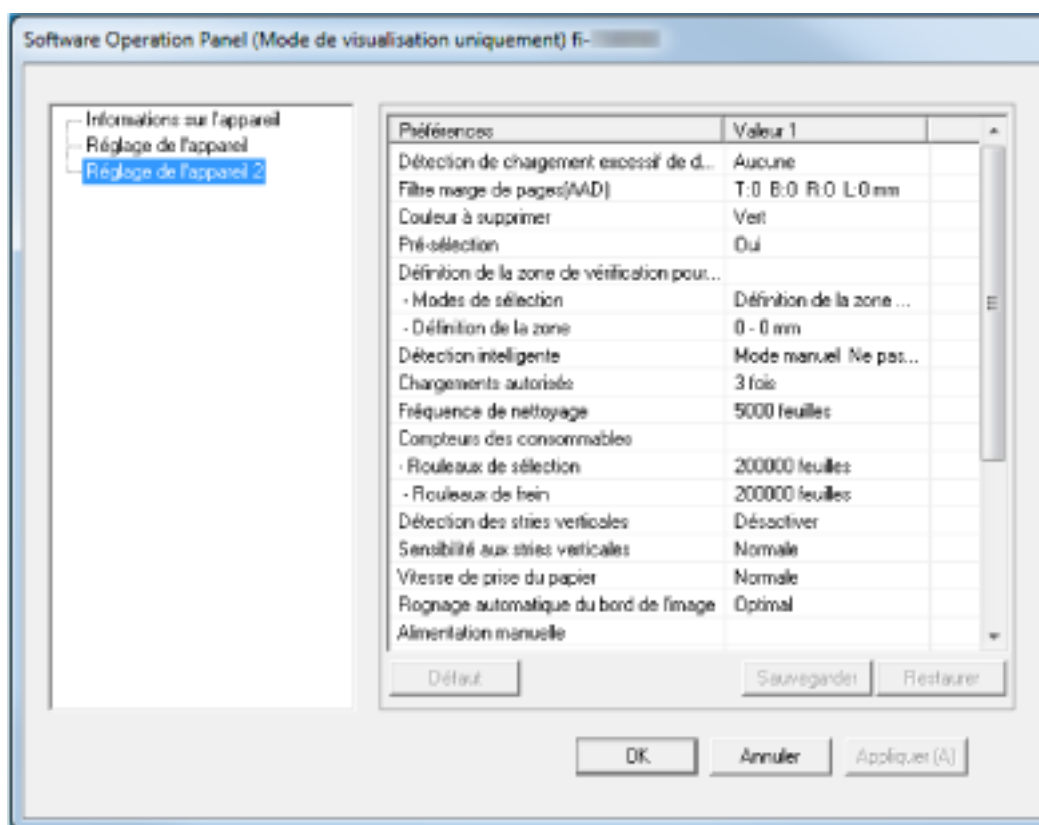 Software Operation Panel (Mode de visualisation uniquement) fi-
Informations sur l'appareil
Réglage de l'appareil
Réglage de l'appareil 2
Préférences Valeur 1
Détection de chargement excessif de d... Aucune
Filtre marge de pages(AAD) T:0 B:0 R:0 L:0 mm
Couleur à supprimer Vert
Pré-sélection Oui
Définition de la zone de vérification pour...
- Modes de sélection Définition de la zone ...
- Définition de la zone 0 - 0 mm
Détection inteligente Mode manuel Ne pas...
Chargements autorisés 3 fois
Fréquence de nettoyage 5000 feuilles
Compteurs des consommables
- Rouleaux de sélection 200000 feuilles
- Rouleaux de frein 200000 feuilles
Détection des stries verticales Désactiver
Sensibilité aux stries verticales Normale
Vitesse de prise du papier Normale
Rognage automatique du bord de l'image Optimal
Alimentation manuelle
Défaut Sauvegarder Restaurer
OK Annuler Appliquer (A)